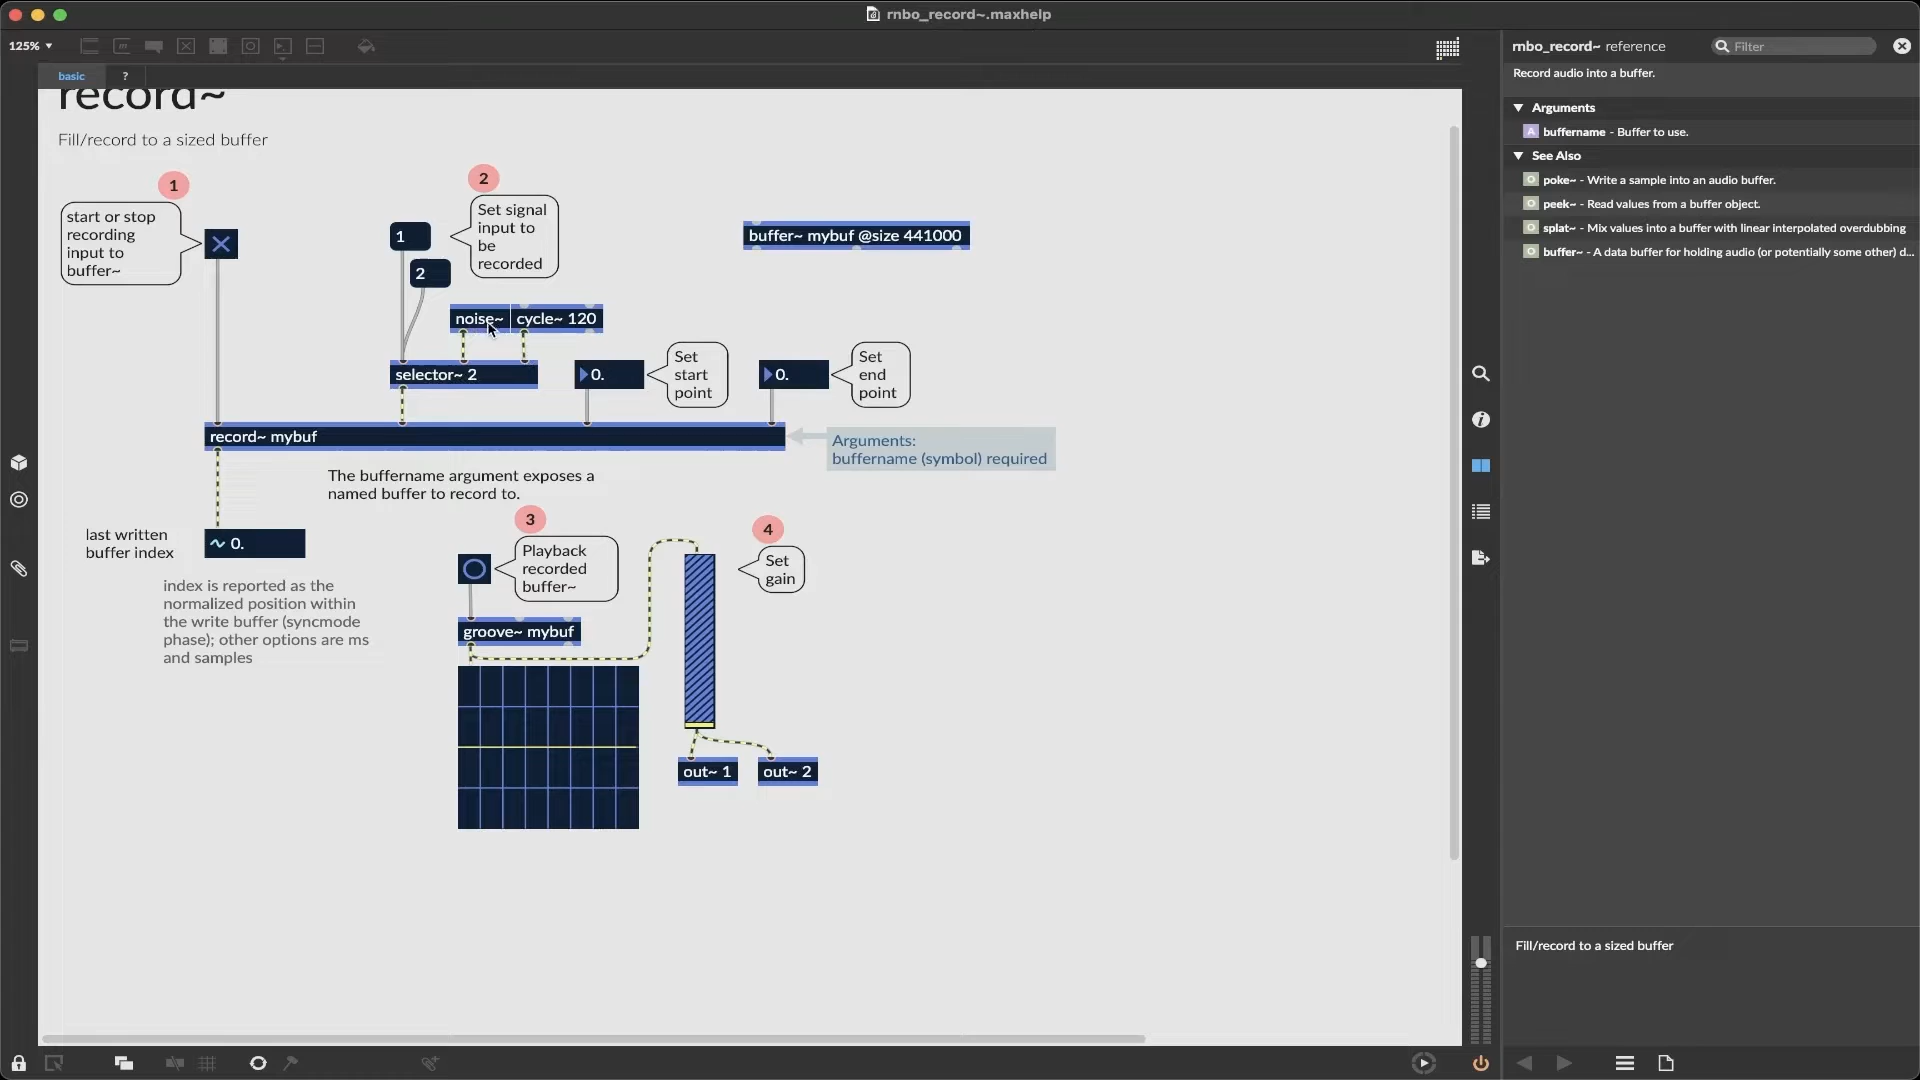 rnbo_record~.maxhelp
125%
basic
?
record~
Fill/record to a sized buffer
1
start or stop
recording
input to
buffer~
1
2
2
Set signal
input to
be
recorded
buffer~ mybuf @size 441000
noise~
cycle~ 120
selector~ 2
0.
Set
start
point
0.
Set
end
point
record~ mybuf
Arguments:
buffername (symbol) required
The buffername argument exposes a
named buffer to record to.
last written
buffer index
0.
index is reported as the
normalized position within
the write buffer (syncmode
phase); other options are ms
and samples
3
Playback
recorded
buffer~
groove~ mybuf
4
Set
gain
out~ 1
out~ 2
rnbo_record~ reference
Filter
Record audio into a buffer.
Arguments
A buffername - Buffer to use.
See Also
O poke~ - Write a sample into an audio buffer.
O peek~ - Read values from a buffer object.
O splat~ - Mix values into a buffer with linear interpolated overdubbing
O buffer~ - A data buffer for holding audio (or potentially some other) d...
Fill/record to a sized buffer